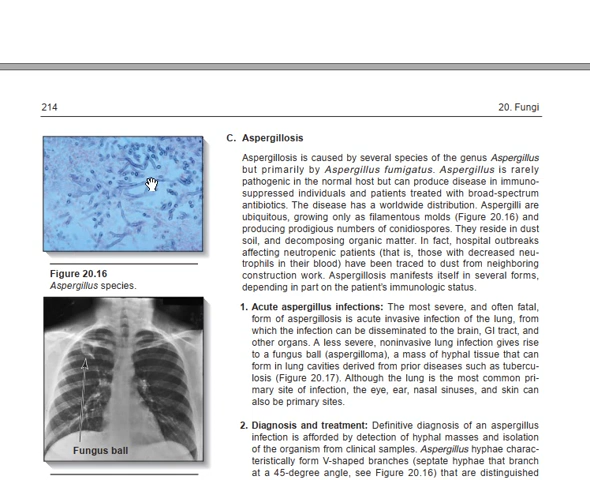 214
20. Fungi
Figure 20.16
Aspergillus species.
Fungus ball
C. Aspergillosis
Aspergillosis is caused by several species of the genus Aspergillus
but primarily by Aspergillus fumigatus. Aspergillus is rarely
pathogenic in the normal host but can produce disease in immuno-
suppressed individuals and patients treated with broad-spectrum
antibiotics. The disease has a worldwide distribution. Aspergilli are
ubiquitous, growing only as filamentous molds (Figure 20.16) and
producing prodigious numbers of conidiospores. They reside in dust
soil, and decomposing organic matter. In fact, hospital outbreaks
affecting neutropenic patients (that is, those with decreased neu-
trophils in their blood) have been traced to dust from neighboring
construction work. Aspergillosis manifests itself in several forms,
depending in part on the patient's immunologic status.
1. Acute aspergillus infections: The most severe, and often fatal,
form of aspergillosis is acute invasive infection of the lung, from
which the infection can be disseminated to the brain, GI tract, and
other organs. A less severe, noninvasive lung infection gives rise
to a fungus ball (aspergilloma), a mass of hyphal tissue that can
form in lung cavities derived from prior diseases such as tubercu-
losis (Figure 20.17). Although the lung is the most common pri-
mary site of infection, the eye, ear, nasal sinuses, and skin can
also be primary sites.
2. Diagnosis and treatment: Definitive diagnosis of an aspergillus
infection is afforded by detection of hyphal masses and isolation
of the organism from clinical samples. Aspergillus hyphae charac-
teristically form V-shaped branches (septate hyphae that branch
at a 45-degree angle, see Figure 20.16) that are distinguished